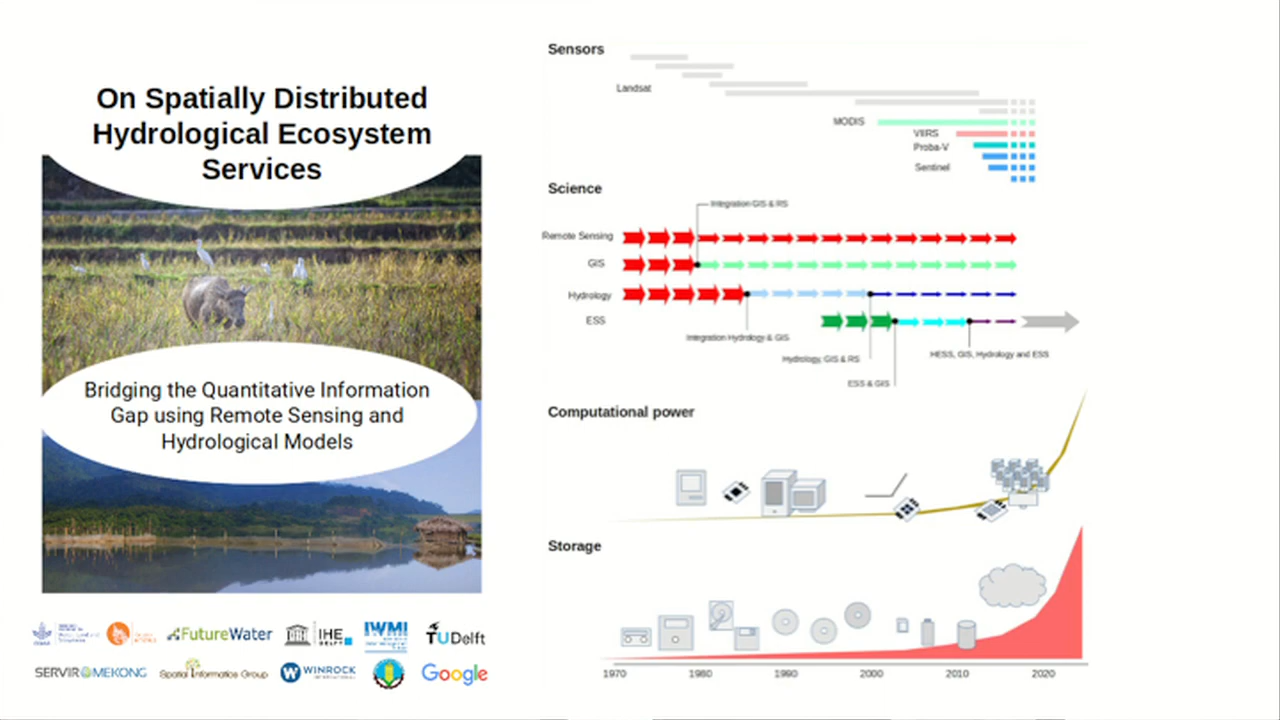 On Spatially Distributed
Hydrological Ecosystem
Services
Bridging the Quantitative Information
Gap using Remote Sensing and
Hydrological Models
FutureWater
IHE
DELFT
IWMI
TUDelft
SERVIR MEKONG
Spatial Informatics Group
WINROCK
INTERNATIONAL
Google
Sensors
Landsat
MODIS
VIIRS
Proba-V
Sentinel
Science
Integration GIS & RS
Remote Sensing
GIS
Hydrology
ESS
Integration Hydrology & GIS
Hydrology, GIS & RS
HESS, GIS, Hydrology and ESS
ESS & GIS
Computational power
Storage
1970 1980 1990 2000 2010 2020